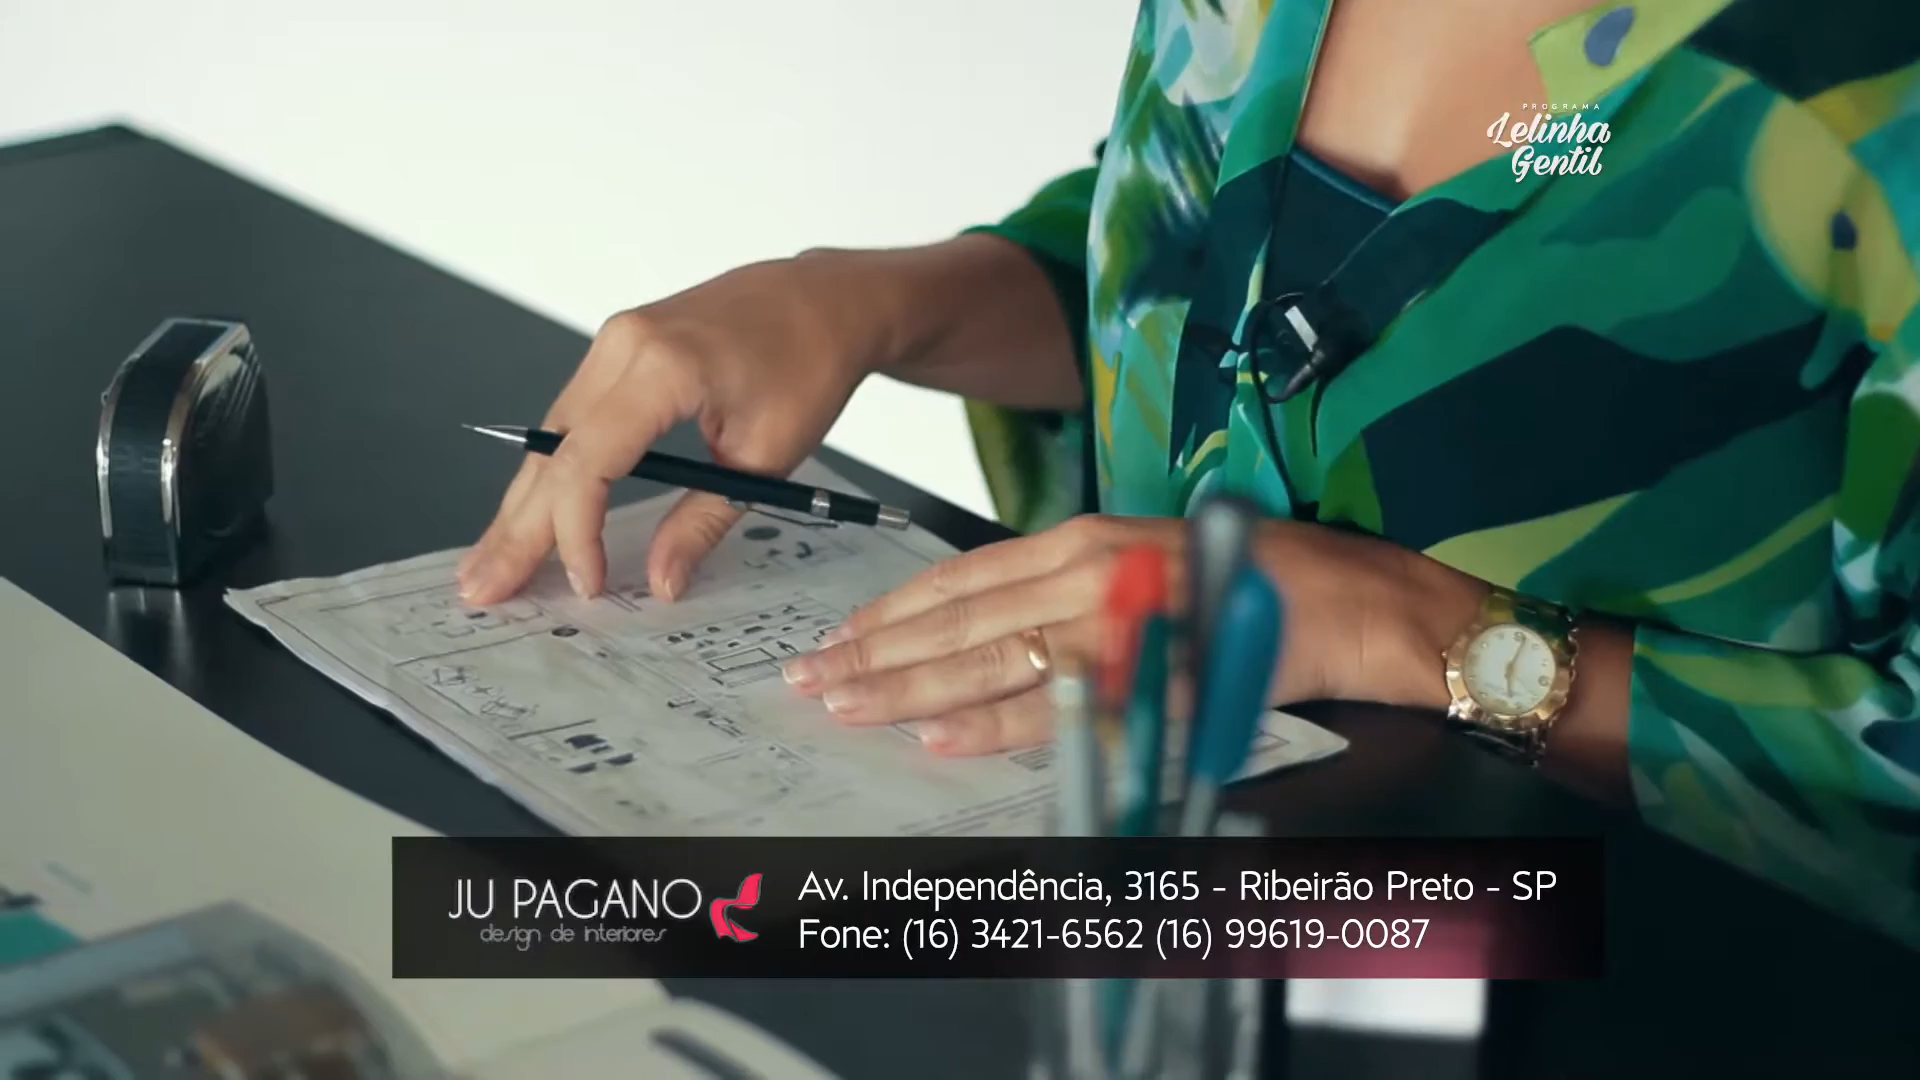 PROGRAMA
Lelinha
Gentil
JU PAGANO
design de interiores
Av. Independência, 3165 - Ribeirão Preto - SP
Fone: (16) 3421-6562 (16) 99619-0087